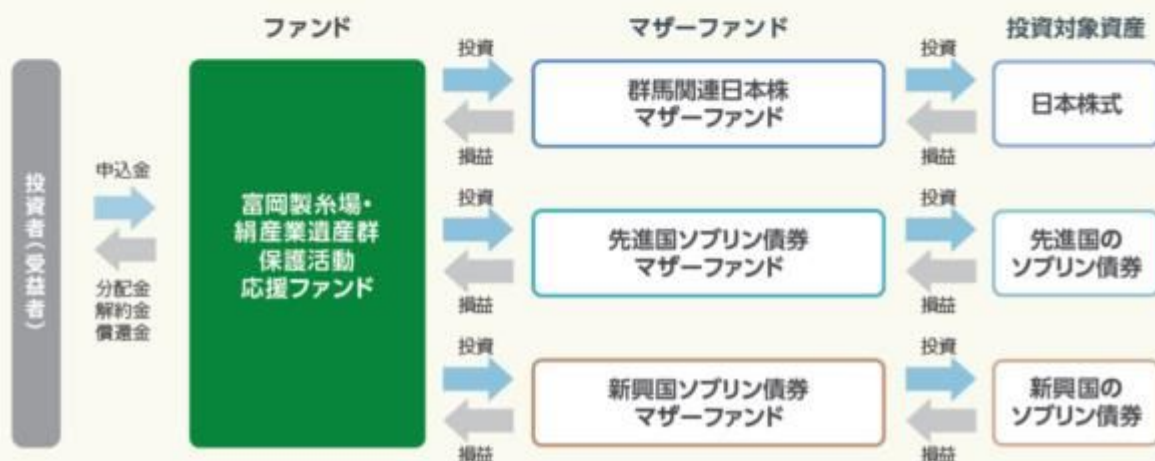 ファンド
マザーファンド
投資対象資産
投資者(受益者)
申込金
分配金
解約金
償還金
富岡製糸場・
絹産業遺産群
保護活動
応援ファンド
投資
損益
群馬関連日本株
マザーファンド
投資
損益
日本株式
投資
損益
先進国ソブリン債券
マザーファンド
投資
損益
先進国の
ソブリン債券
投資
損益
新興国ソブリン債券
マザーファンド
投資
損益
新興国の
ソブリン債券